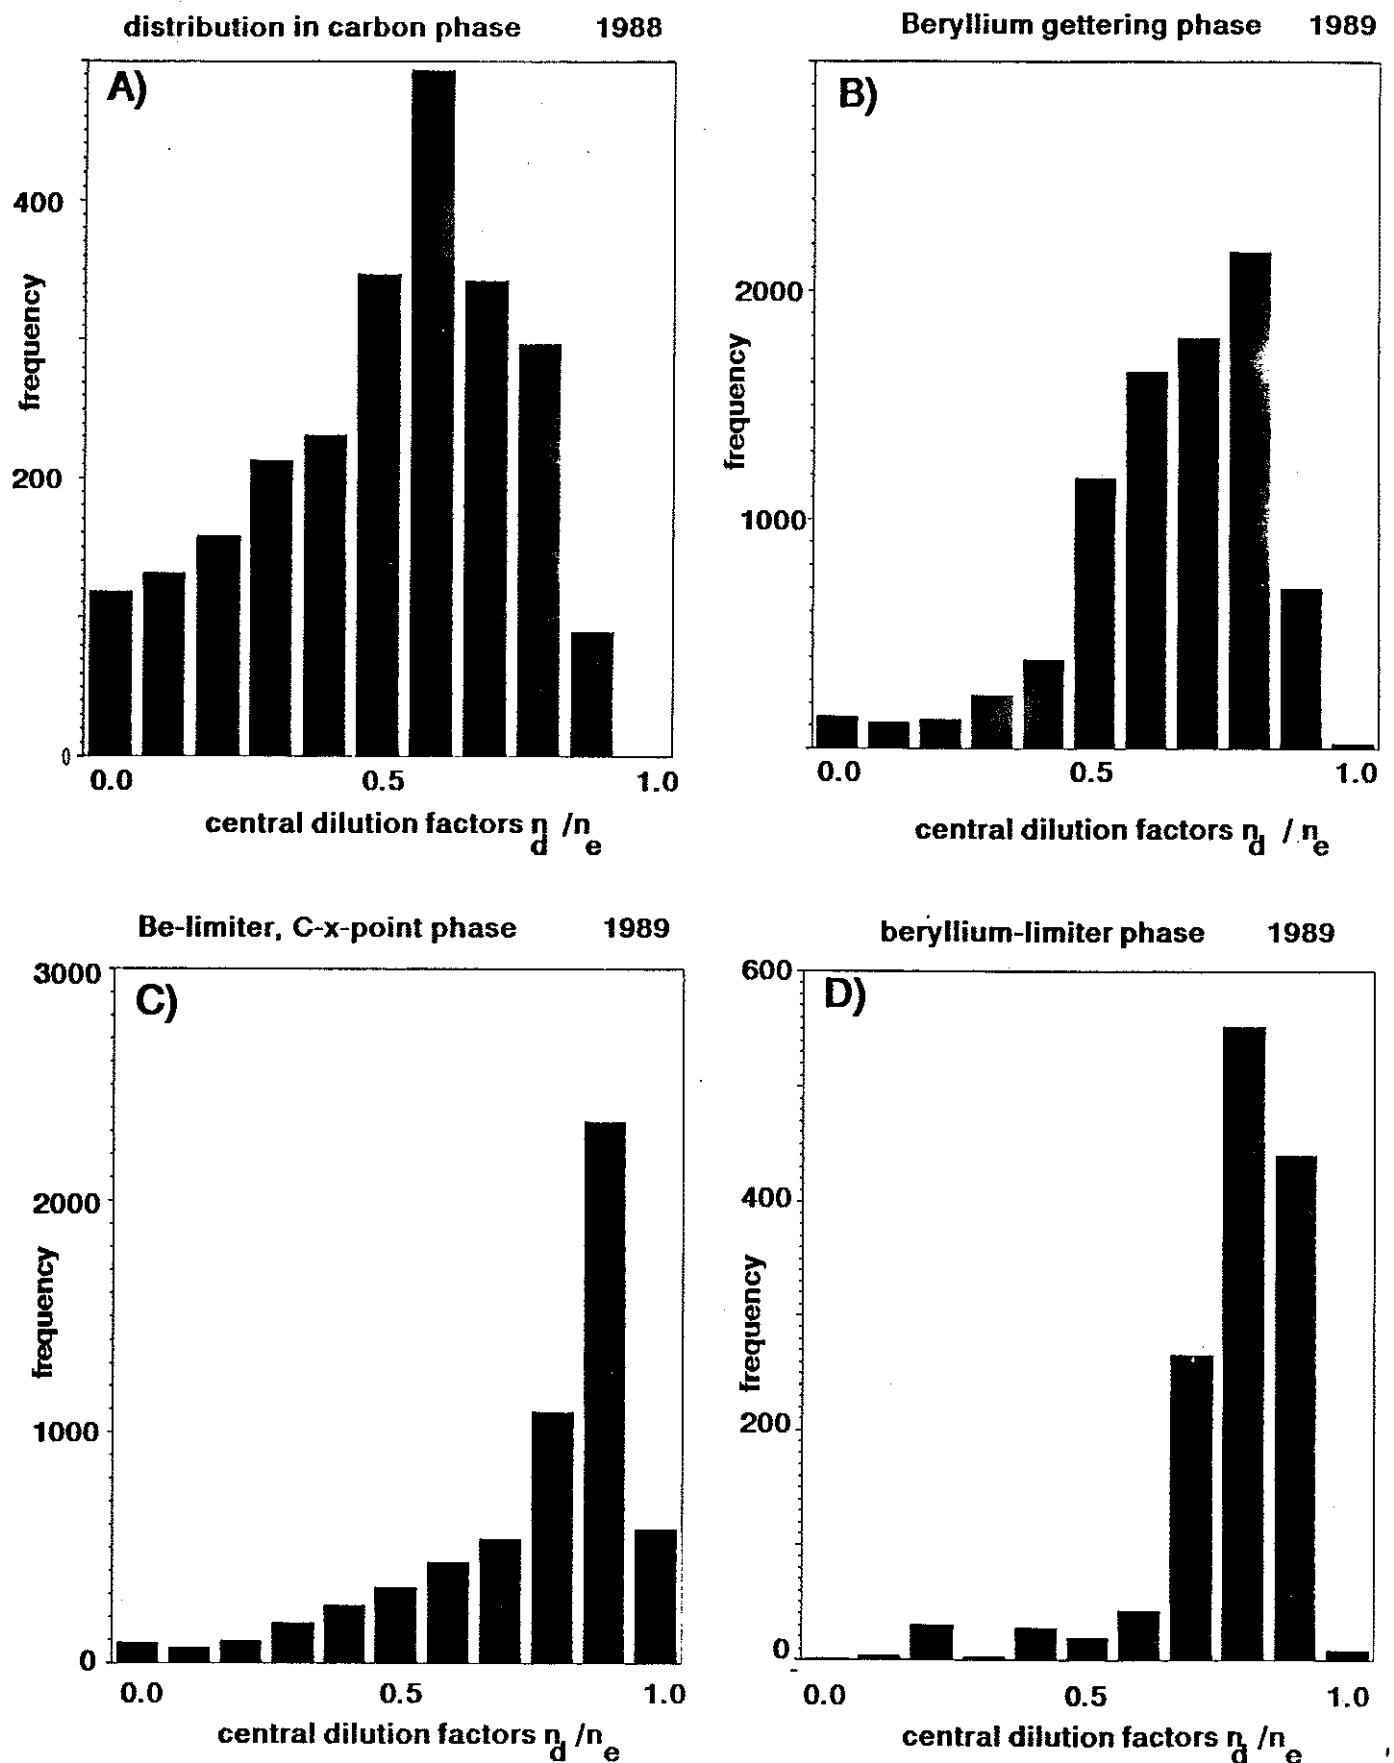 distribution in carbon phase 1988
A)
400
200
0
frequency
0.0 0.5 1.0
central dilution factors n_d /n_e
Beryllium gettering phase 1989
B)
2000
1000
frequency
0.0 0.5 1.0
central dilution factors n_d / n_e
Be-limiter, C-x-point phase 1989
C)
3000
2000
1000
0
frequency
0.0 0.5 1.0
central dilution factors n_d /n_e
beryllium-limiter phase 1989
D)
600
400
200
0
frequency
0.0 0.5 1.0
central dilution factors n_d /n_e